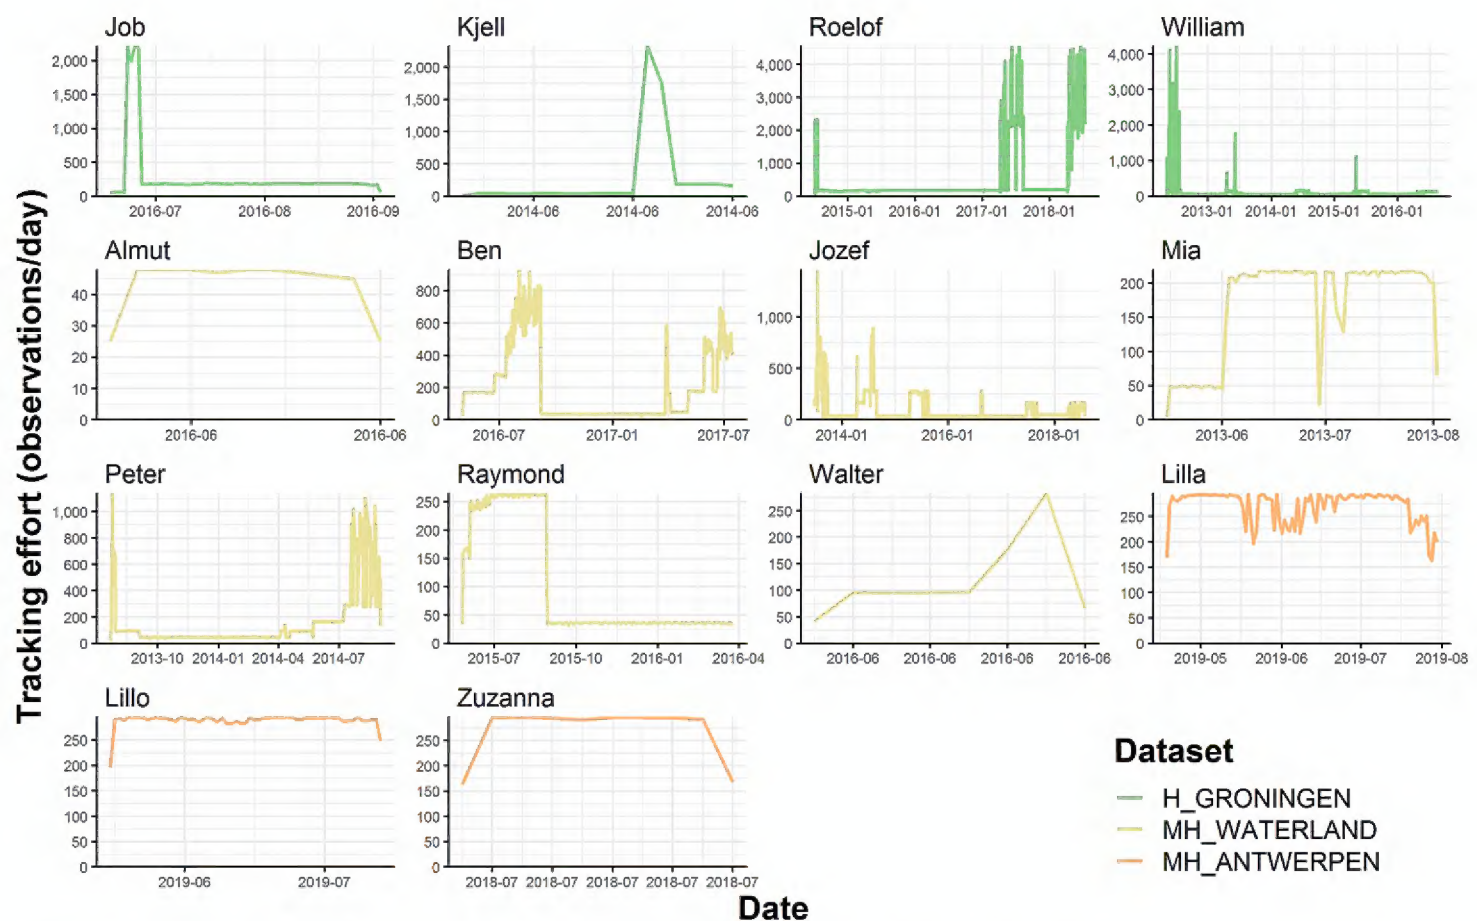 Job
Kjell
Roelof
William
2,000
1,500
1,000
500
0
2016-07 2016-08 2016-09
2,000
1,500
1,000
500
0
2014-06 2014-06 2014-06
4,000
3,000
2,000
1,000
0
2015-01 2016-01 2017-01 2018-01
4,000
3,000
2,000
1,000
0
2013-01 2014-01 2015-01 2016-01
Almut
Ben
Jozef
Mia
40
30
20
10
0
2016-06 2016-06
800
600
400
200
0
2016-07 2017-01 2017-07
1,000
500
0
2014-01 2016-01 2018-01
200
150
100
50
0
2013-06 2013-07 2013-08
Peter
Raymond
Walter
Lilla
1,000
800
600
400
200
0
2013-10 2014-01 2014-04 2014-07
250
200
150
100
50
0
2015-07 2015-10 2016-01 2016-04
250
200
150
100
50
0
2016-06 2016-06 2016-06 2016-06
250
200
150
100
50
0
2019-05 2019-06 2019-07 2019-08
Lillo
Zuzanna
250
200
150
100
50
0
2019-06 2019-07
250
200
150
100
50
0
2018-07 2018-07 2018-07 2018-07 2018-07
Tracking effort (observations/day)
Date
Dataset
H_GRONINGEN
MH_WATERLAND
MH_ANTWERPEN